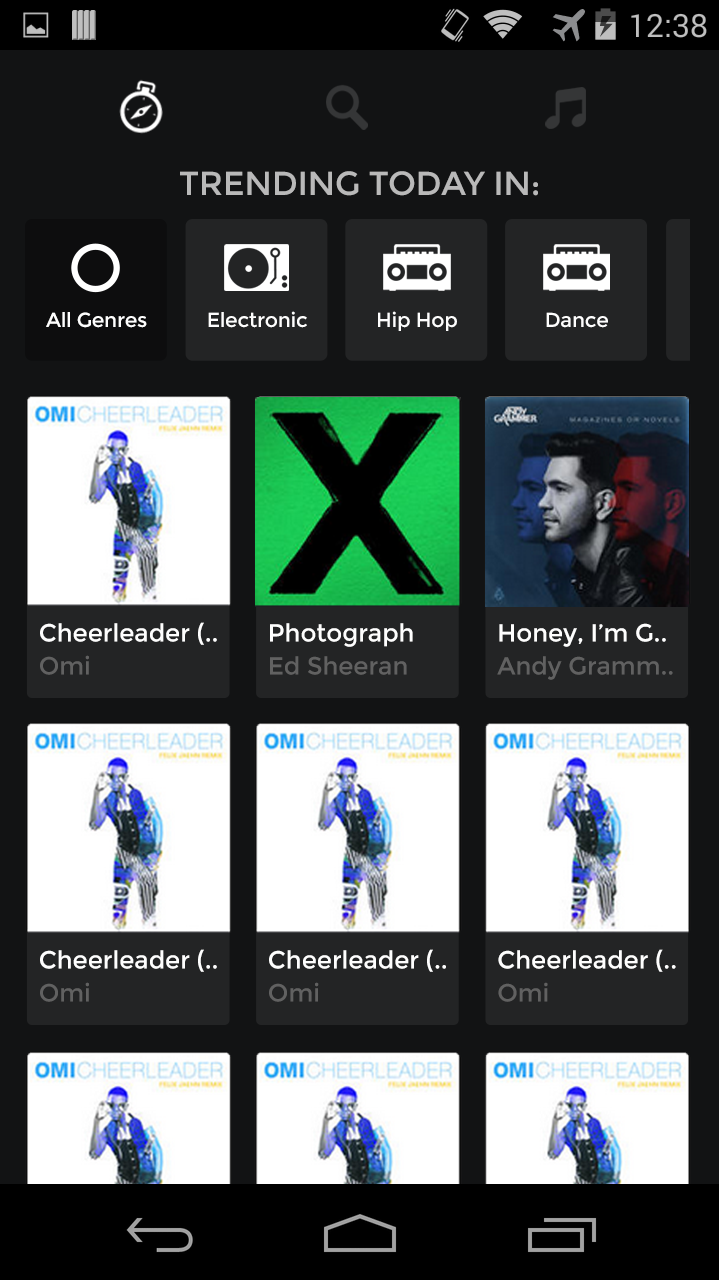 12:38
TRENDING TODAY IN:
All Genres
Electronic
Hip Hop
Dance
OMI CHEERLEADER
FELIX JAEHN REMIX
ANDY GRAMMER
MAGAZINES OR NOVELS
Cheerleader (..
Omi
Photograph
Ed Sheeran
Honey, I’m G..
Andy Gramm..
OMI CHEERLEADER
FELIX JAEHN REMIX
OMI CHEERLEADER
FELIX JAEHN REMIX
OMI CHEERLEADER
FELIX JAEHN REMIX
Cheerleader (..
Omi
Cheerleader (..
Omi
Cheerleader (..
Omi
OMI CHEERLEADER
FELIX JAEHN REMIX
OMI CHEERLEADER
FELIX JAEHN REMIX
OMI CHEERLEADER
FELIX JAEHN REMIX